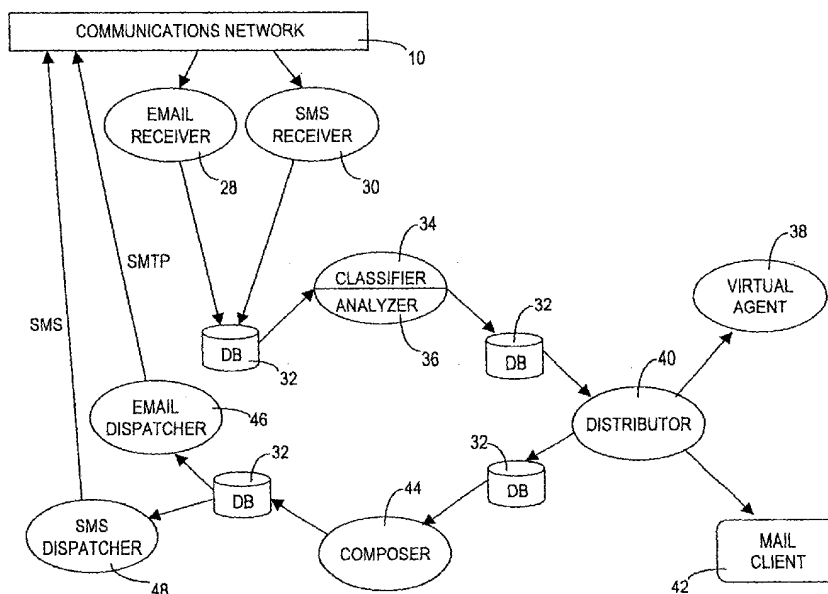 COMMUNICATIONS NETWORK
10
EMAIL
RECEIVER
28
SMS
RECEIVER
30
34
CLASSIFIER
ANALYZER
36
38
VIRTUAL
AGENT
SMTP
SMS
DB
32
32
DB
40
DISTRIBUTOR
EMAIL
DISPATCHER
46
32
DB
32
DB
44
COMPOSER
SMS
DISPATCHER
48
MAIL
CLIENT
42